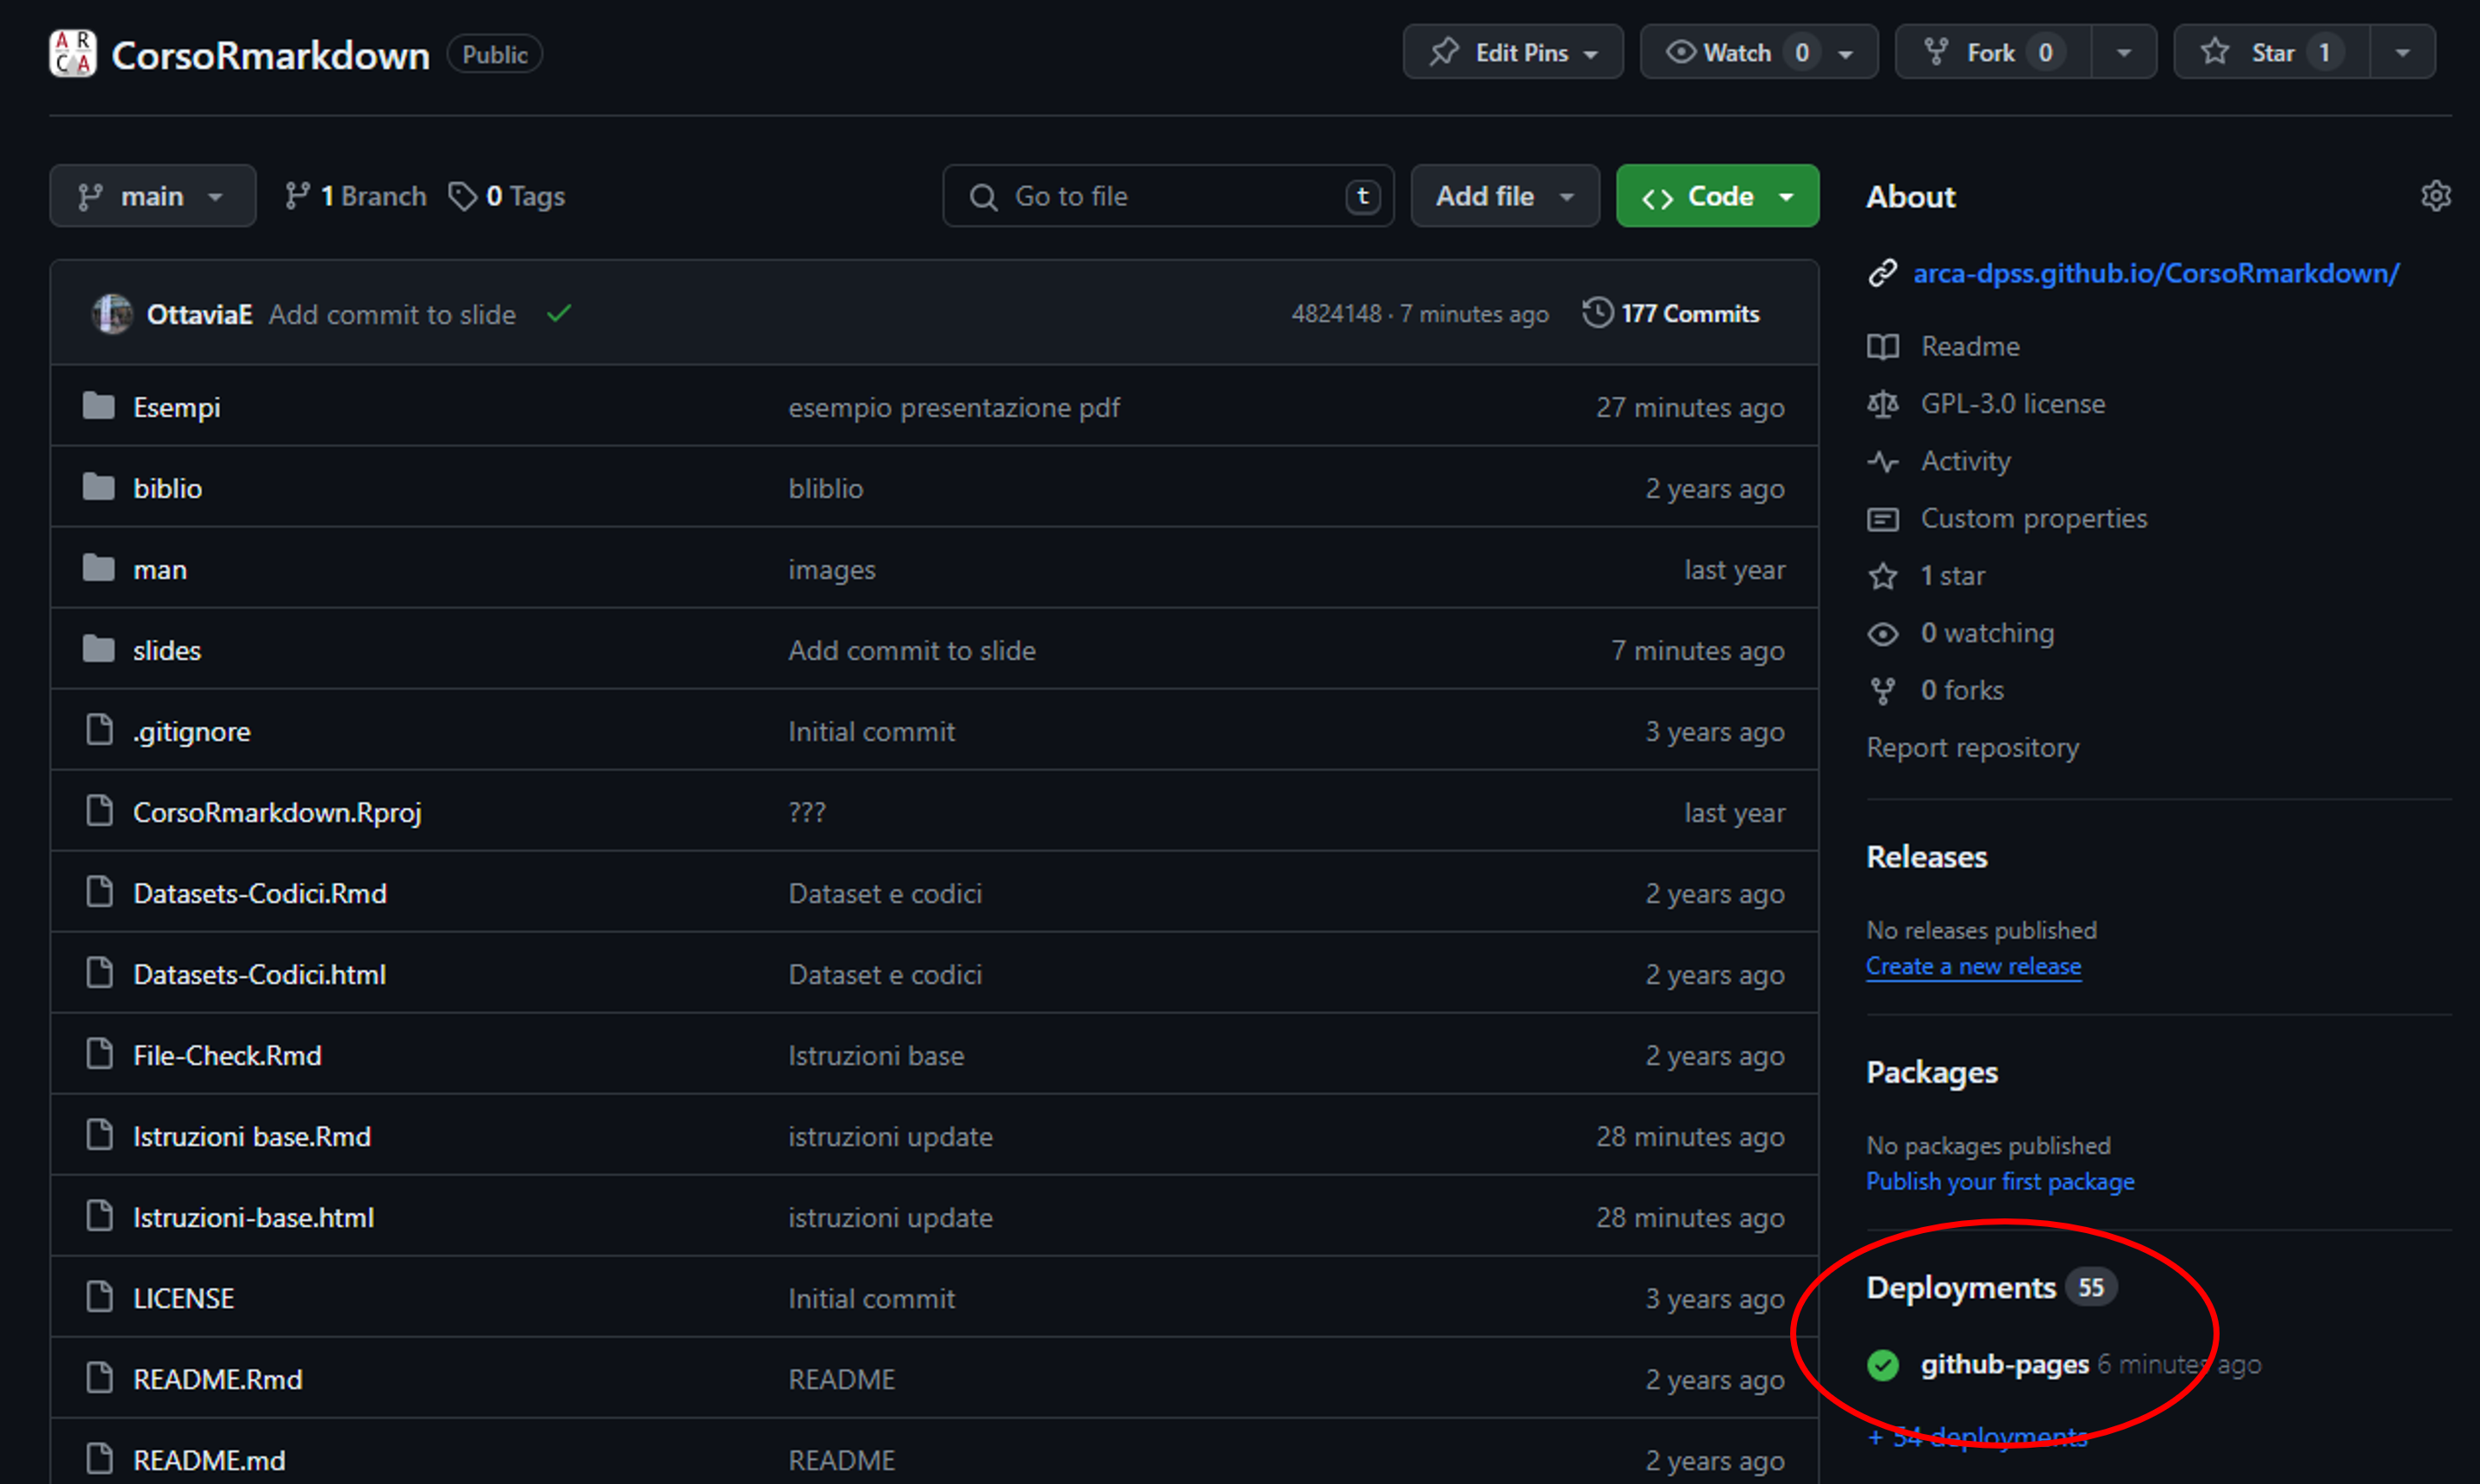 A R
C A
CorsoRmarkdown Public
Edit Pins Watch 0 Fork 0 Star 1
main 1 Branch 0 Tags Go to file t Add file <> Code
OttaviaE Add commit to slide 4824148 · 7 minutes ago 177 Commits
Esempi esempio presentazione pdf 27 minutes ago
biblio bliblio 2 years ago
man images last year
slides Add commit to slide 7 minutes ago
.gitignore Initial commit 3 years ago
CorsoRmarkdown.Rproj ??? last year
Datasets-Codici.Rmd Dataset e codici 2 years ago
Datasets-Codici.html Dataset e codici 2 years ago
File-Check.Rmd Istruzioni base 2 years ago
Istruzioni base.Rmd istruzioni update 28 minutes ago
Istruzioni-base.html istruzioni update 28 minutes ago
LICENSE Initial commit 3 years ago
README.Rmd README 2 years ago
README.md README 2 years ago
About
arca-dpss.github.io/CorsoRmarkdown/
Readme
GPL-3.0 license
Activity
Custom properties
1 star
0 watching
0 forks
Report repository
Releases
No releases published
Create a new release
Packages
No packages published
Publish your first package
Deployments 55
github-pages 6 minutes ago
+ 54 deployments